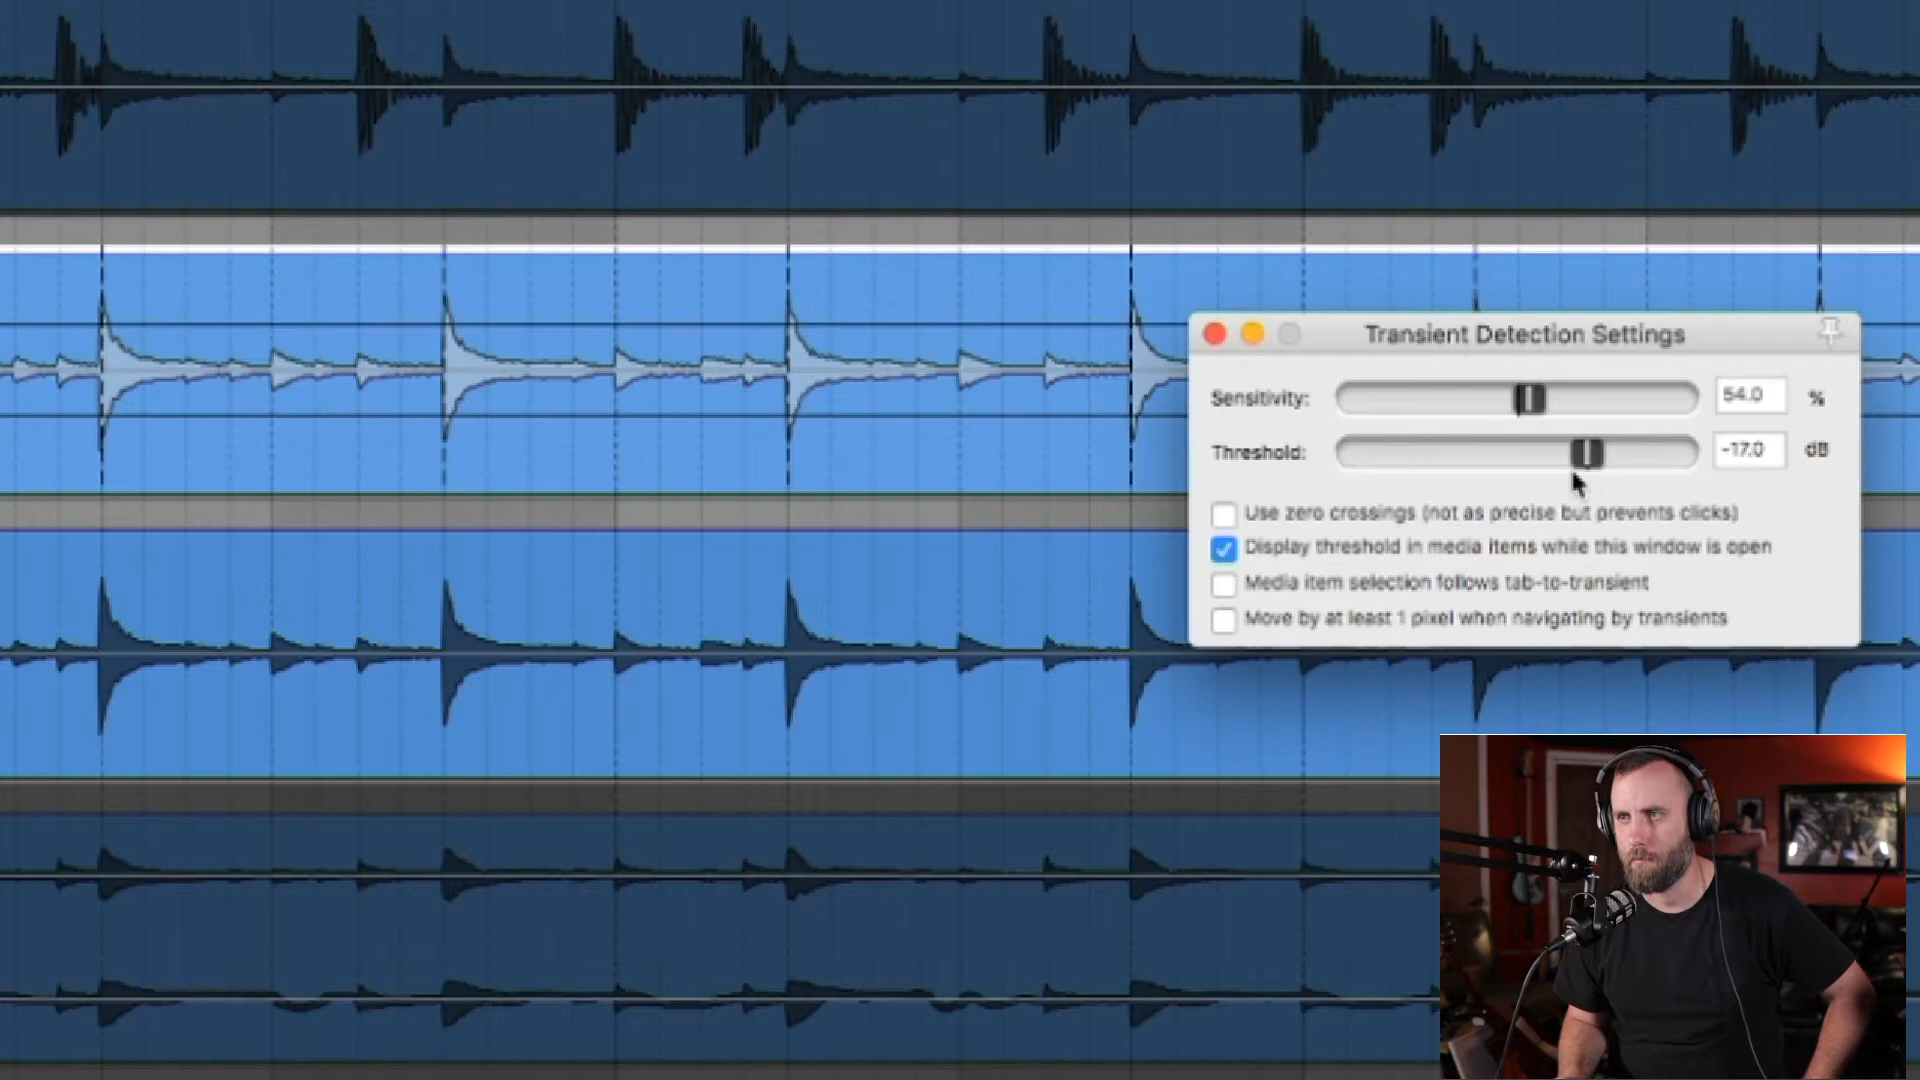 Transient Detection Settings
Sensitivity: 54.0 %
Threshold: -17.0 dB
Use zero crossings (not as precise but prevents clicks)
Display threshold in media items while this window is open
Media item selection follows tab-to-transient
Move by at least 1 pixel when navigating by transients